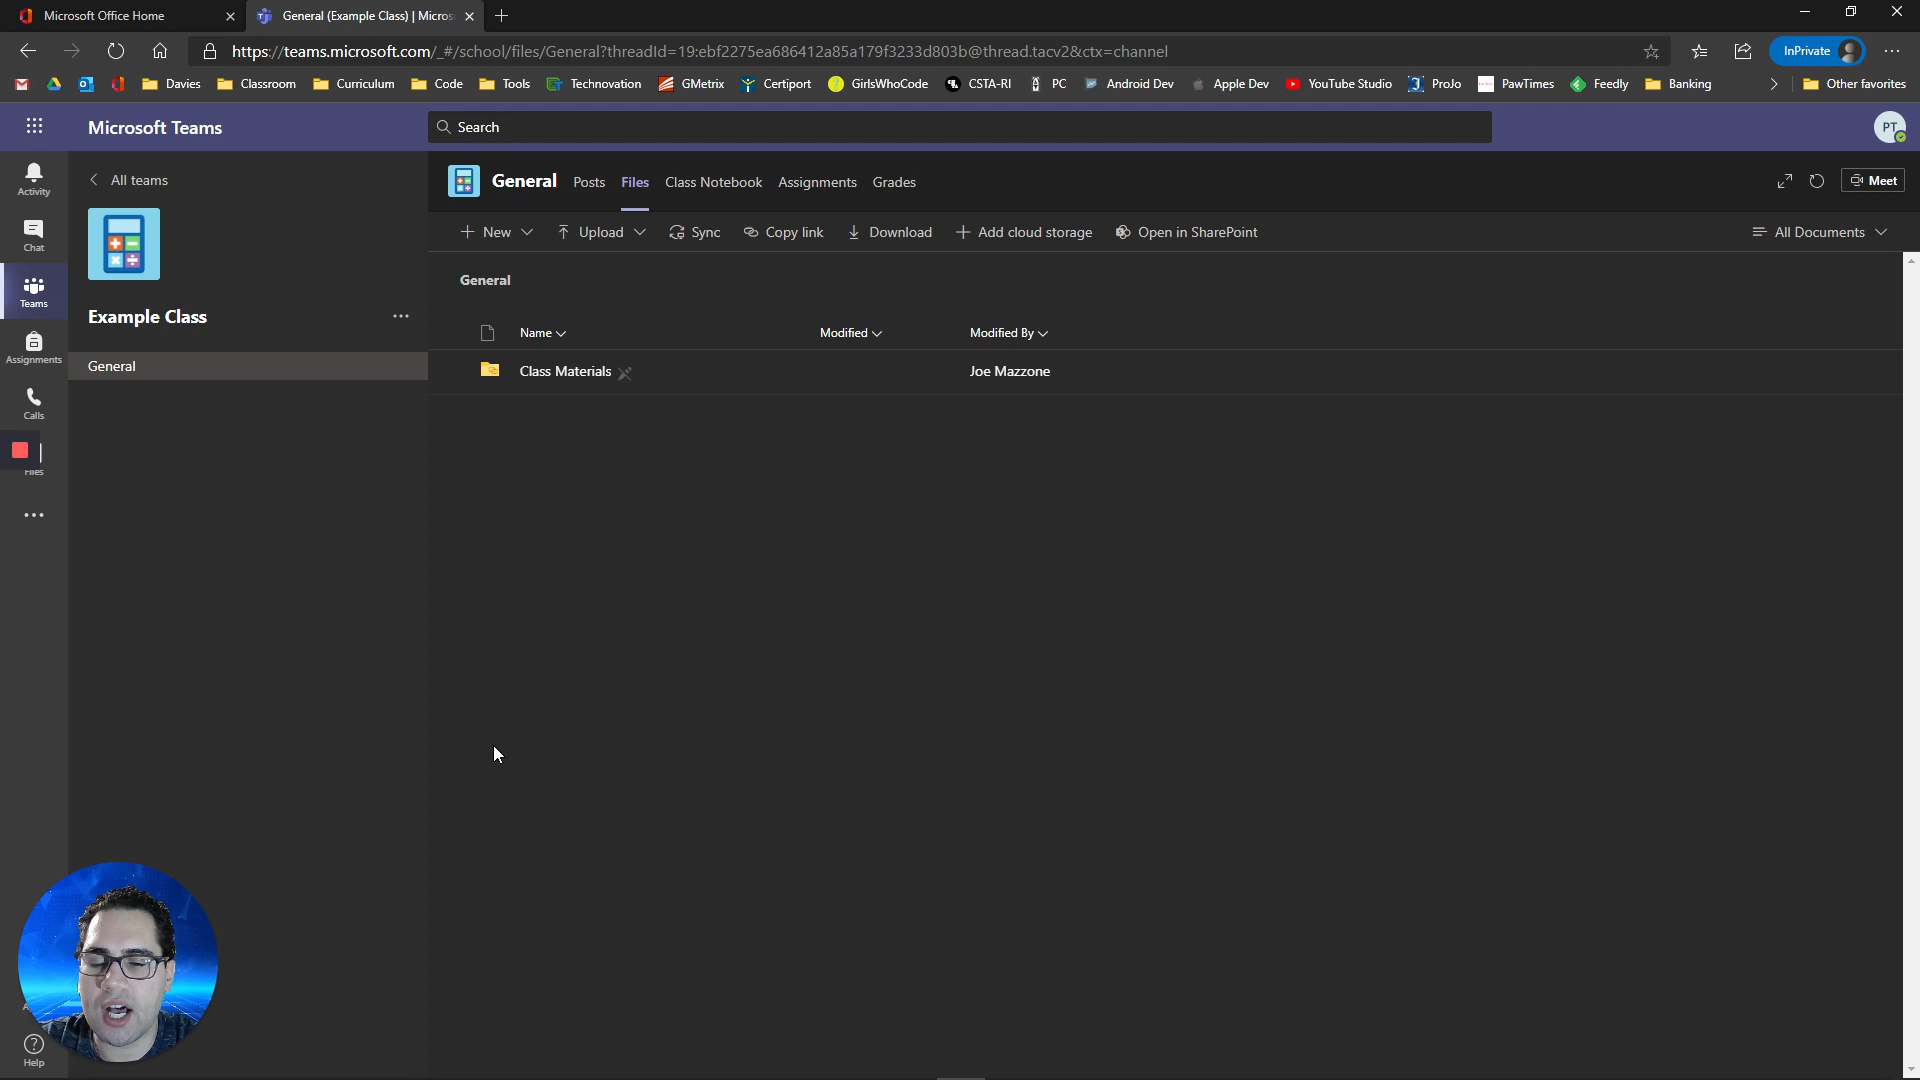 Microsoft Office Home
General (Example Class) | Micros
https://teams.microsoft.com/_#/school/files/General?threadId=19:ebf2275ea686412a85a179f3233d803b@thread.tacv2&ctx=channel
InPrivate
Davies
Classroom
Curriculum
Code
Tools
Technovation
GMetrix
Certiport
GirlsWhoCode
CSTA-RI
PC
Android Dev
Apple Dev
YouTube Studio
ProJo
PawTimes
Feedly
Banking
Other favorites
Microsoft Teams
Search
PT
Activity
Chat
Teams
Assignments
Calls
Files
Help
All teams
Example Class
General
General
Posts
Files
Class Notebook
Assignments
Grades
Meet
New
Upload
Sync
Copy link
Download
Add cloud storage
Open in SharePoint
All Documents
General
Name
Modified
Modified By
Class Materials
Joe Mazzone